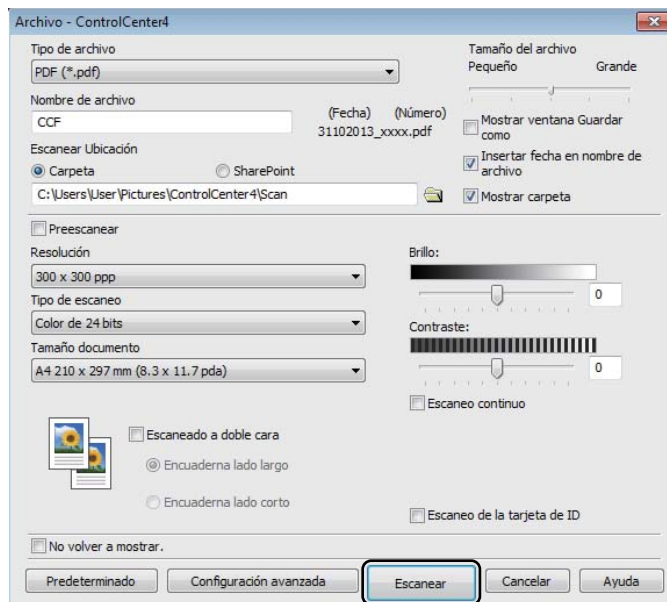 Archivo - ControlCenter4
Tipo de archivo
PDF (*.pdf)
Nombre de archivo
CCF
(Fecha) (Número)
31102013_xxxx.pdf
Escanear Ubicación
Carpeta
SharePoint
C:\Users\User\Pictures\ControlCenter4\Scan
Tamaño del archivo
Pequeño Grande
Mostrar ventana Guardar
como
Insertar fecha en nombre de
archivo
Mostrar carpeta
Preescanear
Resolución
300 x 300 ppp
Tipo de escaneo
Color de 24 bits
Tamaño documento
A4 210 x 297 mm (8.3 x 11.7 pda)
Brillo:
0
Contraste:
0
Escaneo continuo
Escaneado a doble cara
Encuaderna lado largo
Encuaderna lado corto
Escaneo de la tarjeta de ID
No volver a mostrar.
Predeterminado
Configuración avanzada
Escanear
Cancelar
Ayuda